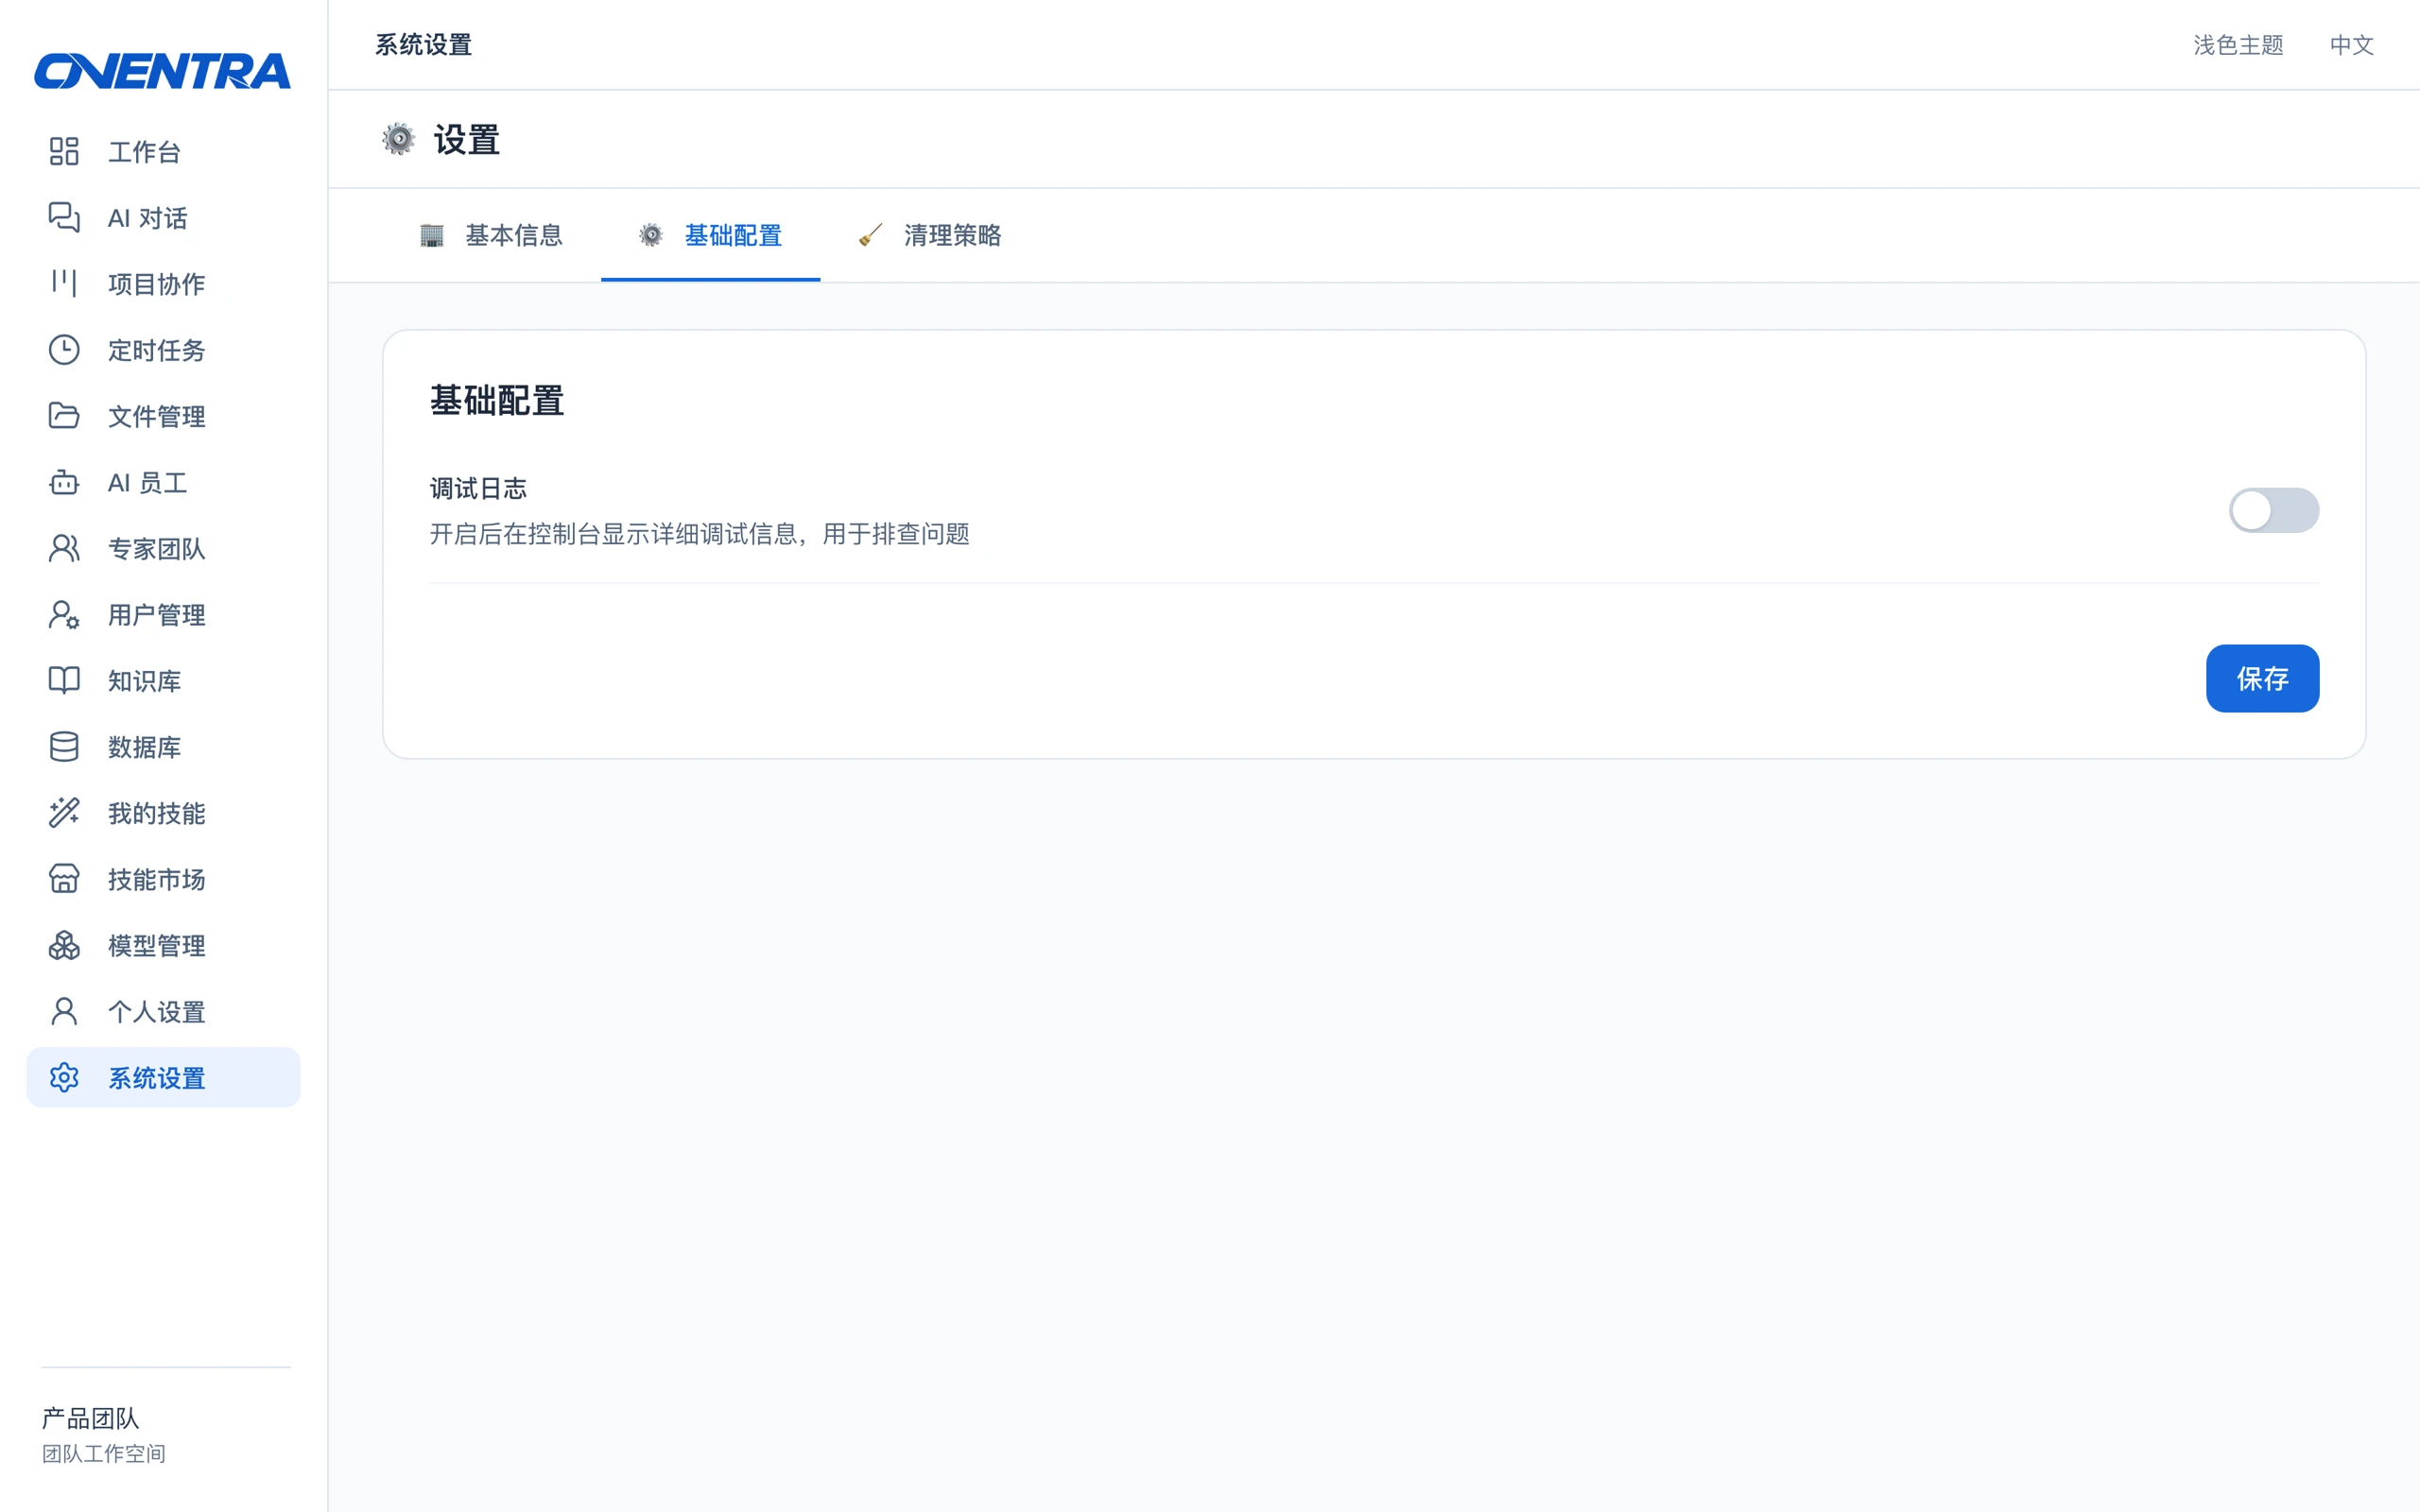 ONENTRA
工作台
AI 对话
项目协作
定时任务
文件管理
AI 员工
专家团队
用户管理
知识库
数据库
我的技能
技能市场
模型管理
个人设置
系统设置
产品团队
团队工作空间
系统设置
浅色主题 中文
设置
基本信息 基础配置 清理策略
基础配置
调试日志
开启后在控制台显示详细调试信息，用于排查问题
保存